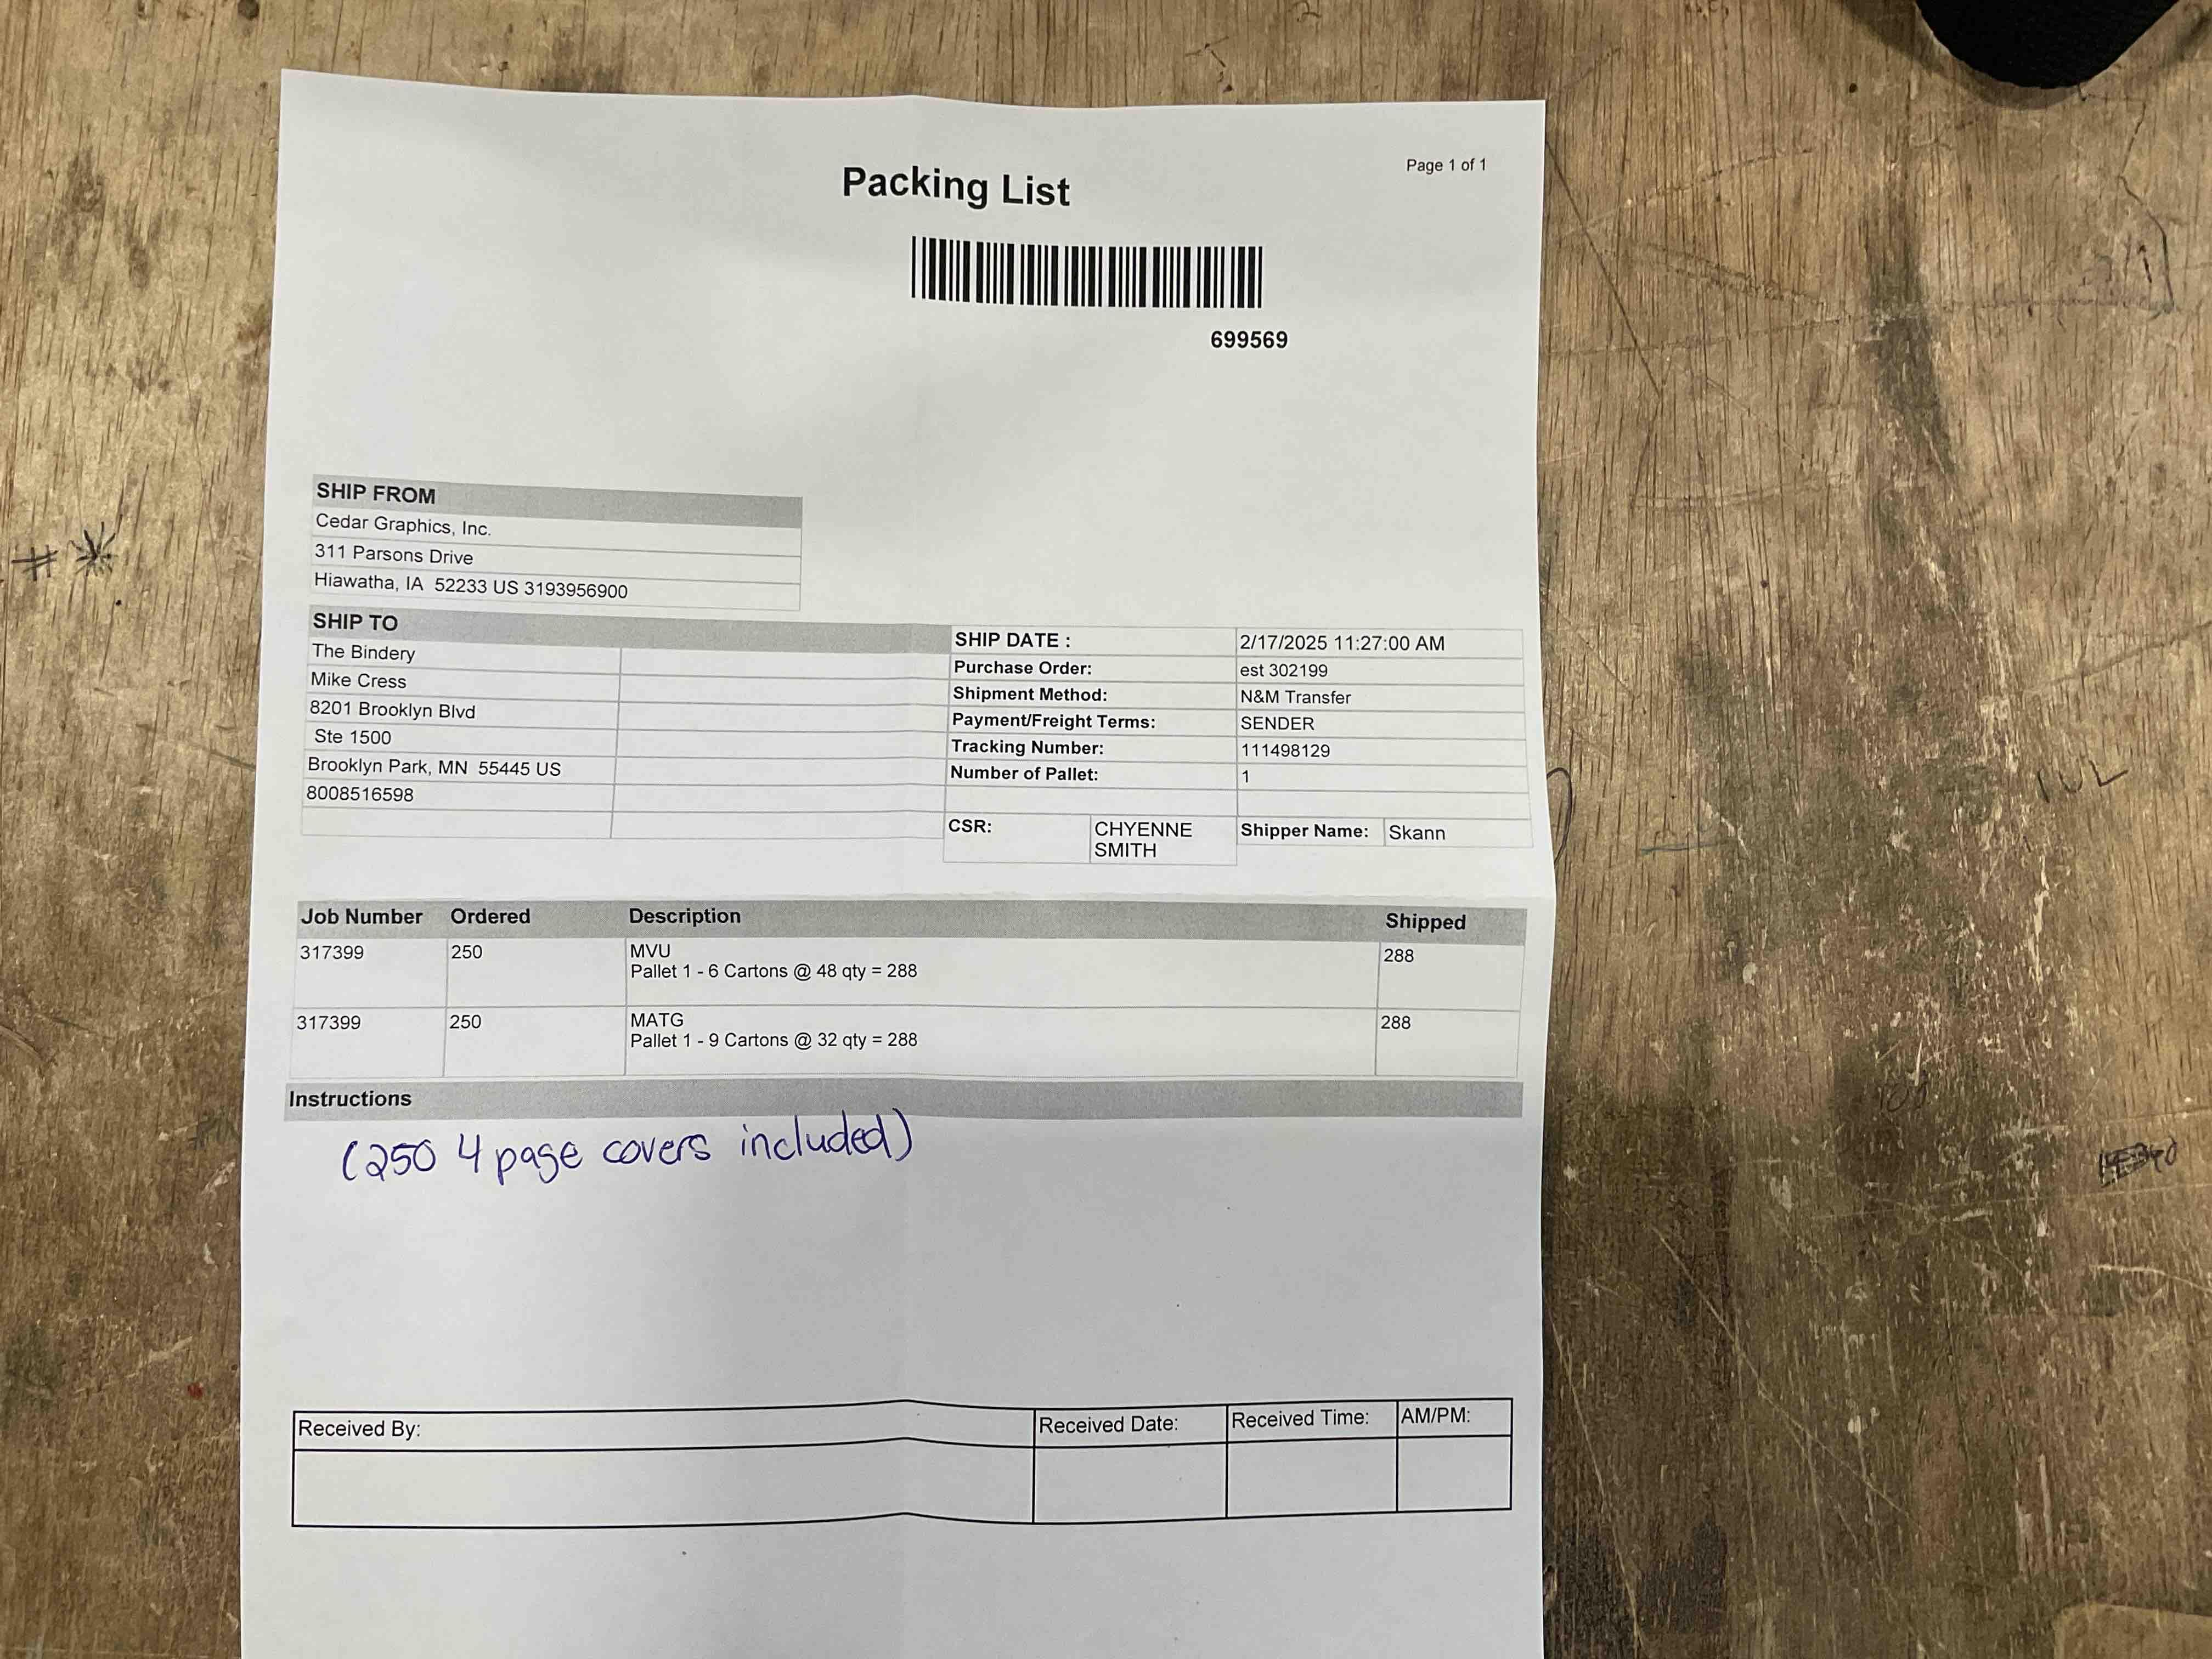 Page 1 of 1
Packing List
699569
SHIP FROM
Cedar Graphics, Inc.
311 Parsons Drive
Hiawatha, IA 52233 US 3193956900
SHIP TO
The Bindery
Mike Cress
8201 Brooklyn Blvd
Ste 1500
Brooklyn Park, MN 55445 US
8008516598
SHIP DATE : 2/17/2025 11:27:00 AM
Purchase Order: est 302199
Shipment Method: N&M Transfer
Payment/Freight Terms: SENDER
Tracking Number: 111498129
Number of Pallet: 1
CSR: CHYENNE SMITH Shipper Name: Skann
Job Number Ordered Description Shipped
317399 250 MVU 288
Pallet 1 - 6 Cartons @ 48 qty = 288
317399 250 MATG 288
Pallet 1 - 9 Cartons @ 32 qty = 288
Instructions
(250 4 page covers included)
Received By: Received Date: Received Time: AM/PM: